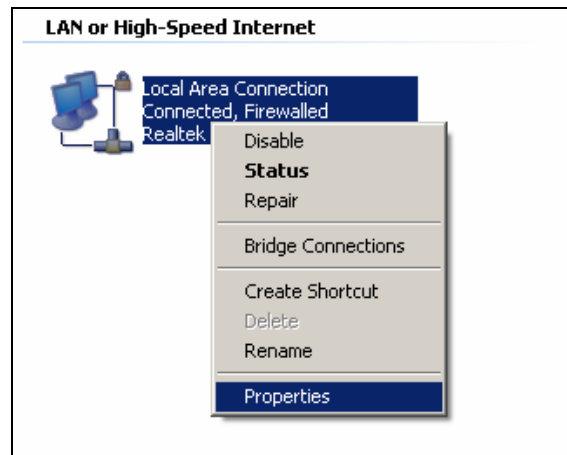 LAN or High-Speed Internet
Local Area Connection
Connected, Firewalled
Realtek
Disable
Status
Repair
Bridge Connections
Create Shortcut
Delete
Rename
Properties